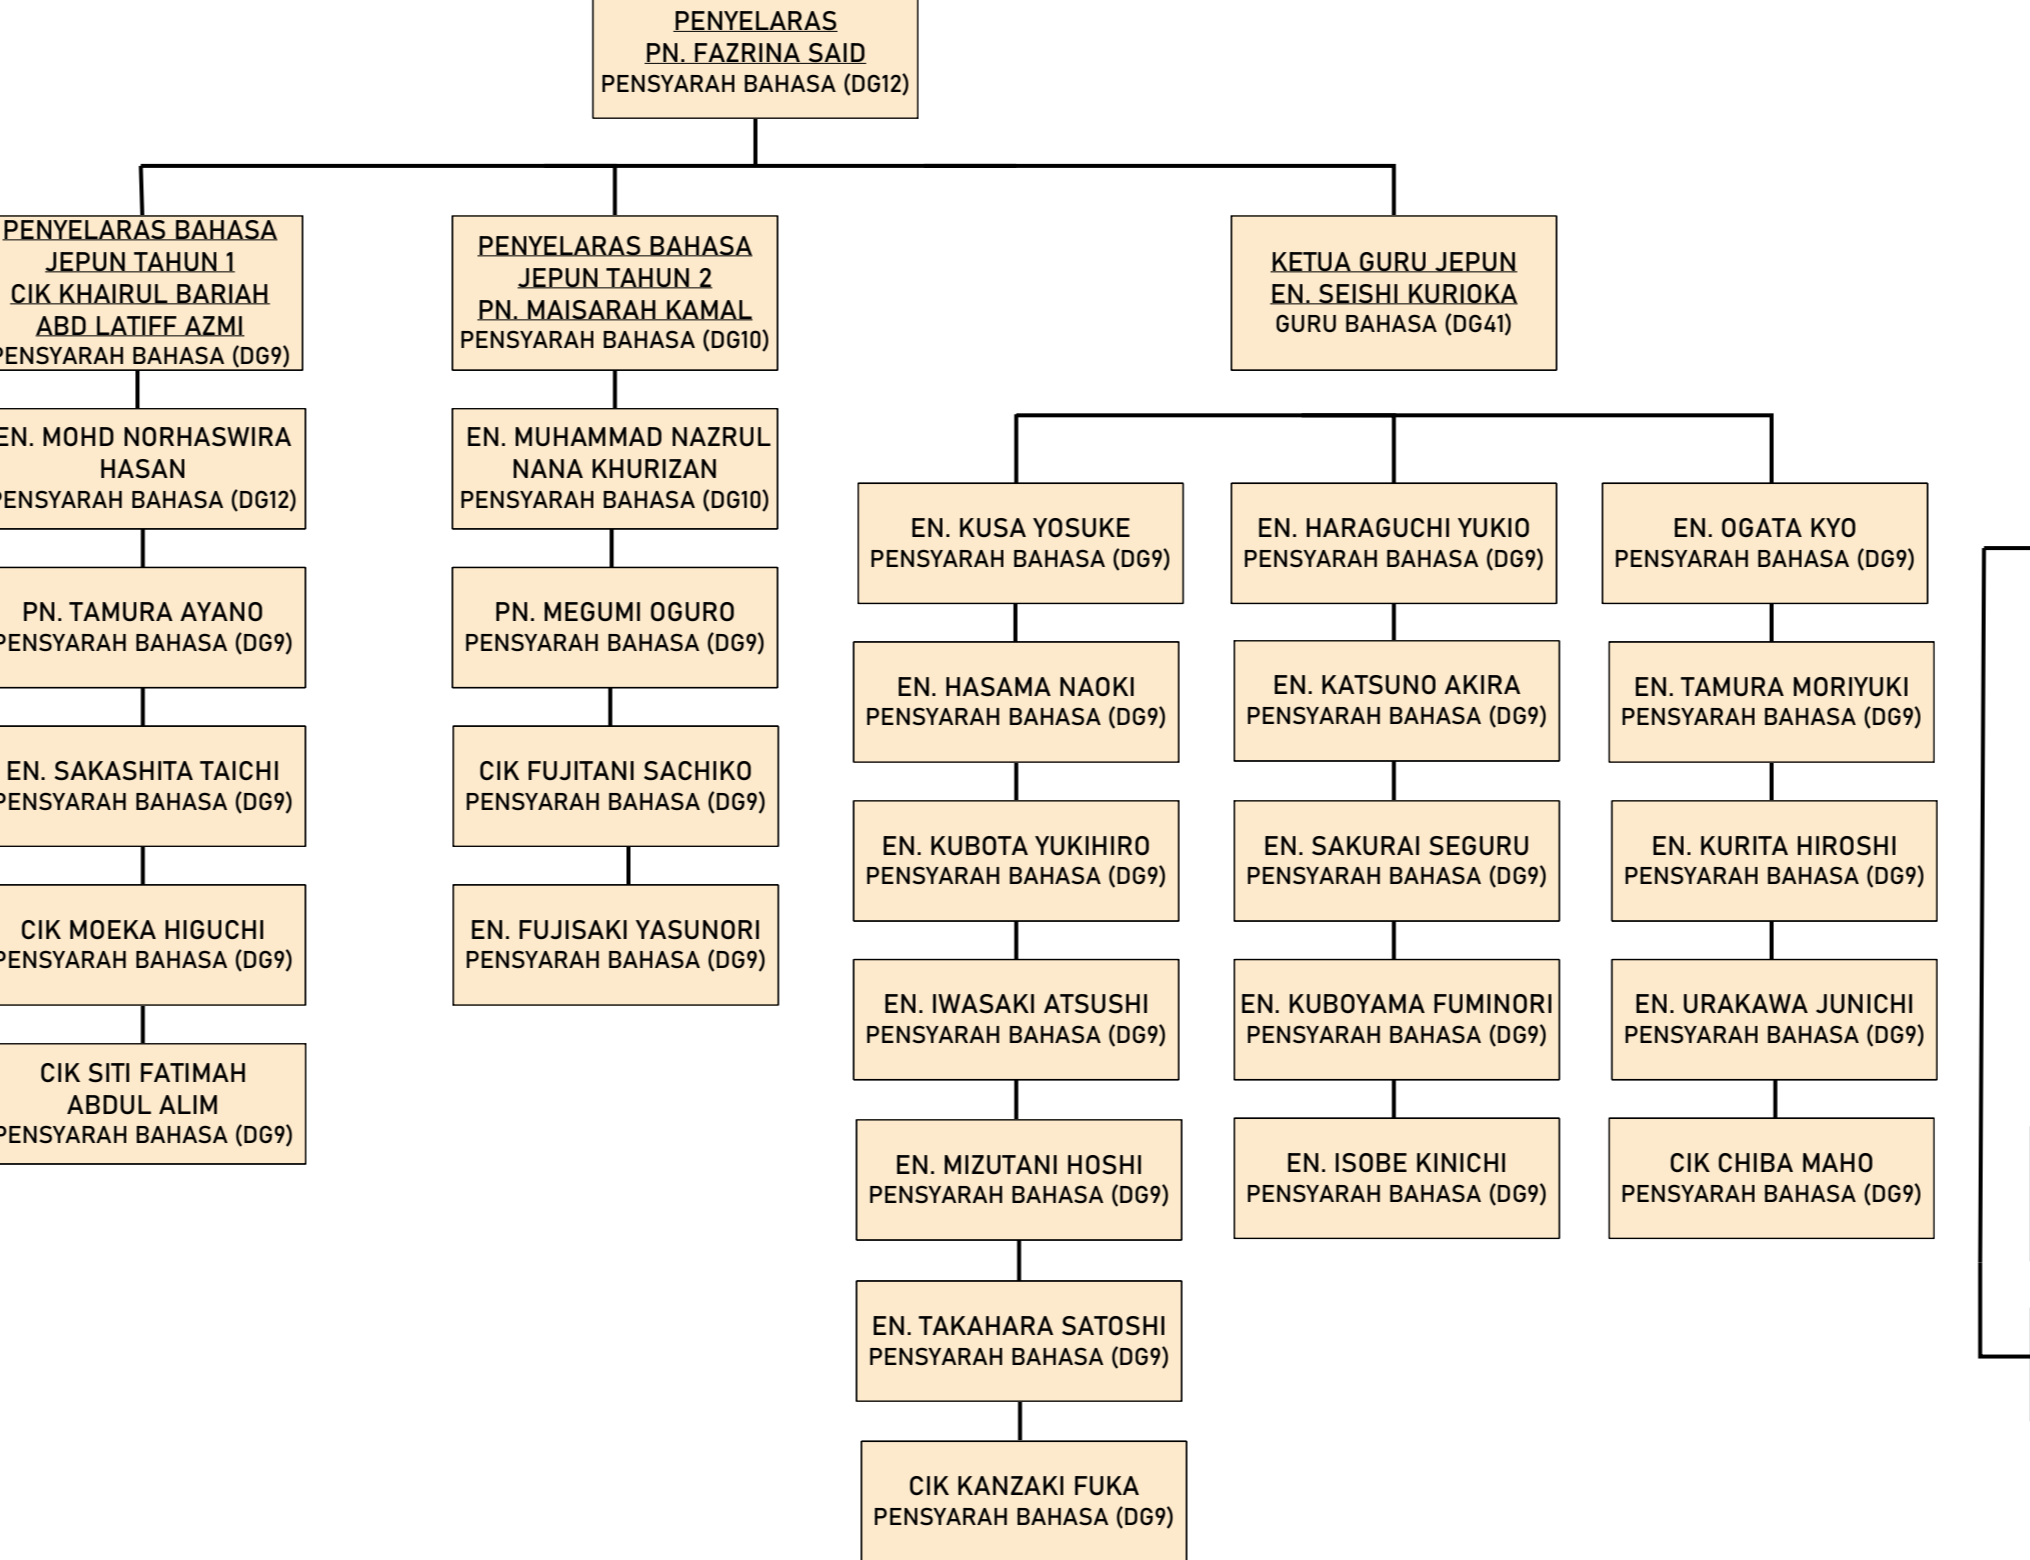 PENYELARAS
PN. FAZRINA SAID
PENSYARAH BAHASA (DG12)
PENYELARAS BAHASA
JEPUN TAHUN 1
CIK KHAIRUL BARIAH
ABD LATIFF AZMI
PENSYARAH BAHASA (DG9)
EN. MOHD NORHASWIRA
HASAN
PENSYARAH BAHASA (DG12)
PN. TAMURA AYANO
PENSYARAH BAHASA (DG9)
EN. SAKASHITA TAICHI
PENSYARAH BAHASA (DG9)
CIK MOEKA HIGUCHI
PENSYARAH BAHASA (DG9)
CIK SITI FATIMAH
ABDUL ALIM
PENSYARAH BAHASA (DG9)
PENYELARAS BAHASA
JEPUN TAHUN 2
PN. MAISARAH KAMAL
PENSYARAH BAHASA (DG10)
EN. MUHAMMAD NAZRUL
NANA KHURIZAN
PENSYARAH BAHASA (DG10)
PN. MEGUMI OGURO
PENSYARAH BAHASA (DG9)
CIK FUJITANI SACHIKO
PENSYARAH BAHASA (DG9)
EN. FUJISAKI YASUNORI
PENSYARAH BAHASA (DG9)
KETUA GURU JEPUN
EN. SEISHI KURIOKA
GURU BAHASA (DG41)
EN. KUSA YOSUKE
PENSYARAH BAHASA (DG9)
EN. HASAMA NAOKI
PENSYARAH BAHASA (DG9)
EN. KUBOTA YUKIHIRO
PENSYARAH BAHASA (DG9)
EN. IWASAKI ATSUSHI
PENSYARAH BAHASA (DG9)
EN. MIZUTANI HOSHI
PENSYARAH BAHASA (DG9)
EN. TAKAHARA SATOSHI
PENSYARAH BAHASA (DG9)
CIK KANZAKI FUKA
PENSYARAH BAHASA (DG9)
EN. HARAGUCHI YUKIO
PENSYARAH BAHASA (DG9)
EN. KATSUNO AKIRA
PENSYARAH BAHASA (DG9)
EN. SAKURAI SEGURU
PENSYARAH BAHASA (DG9)
EN. KUBOYAMA FUMINORI
PENSYARAH BAHASA (DG9)
EN. ISOBE KINICHI
PENSYARAH BAHASA (DG9)
EN. OGATA KYO
PENSYARAH BAHASA (DG9)
EN. TAMURA MORIYUKI
PENSYARAH BAHASA (DG9)
EN. KURITA HIROSHI
PENSYARAH BAHASA (DG9)
EN. URAKAWA JUNICHI
PENSYARAH BAHASA (DG9)
CIK CHIBA MAHO
PENSYARAH BAHASA (DG9)